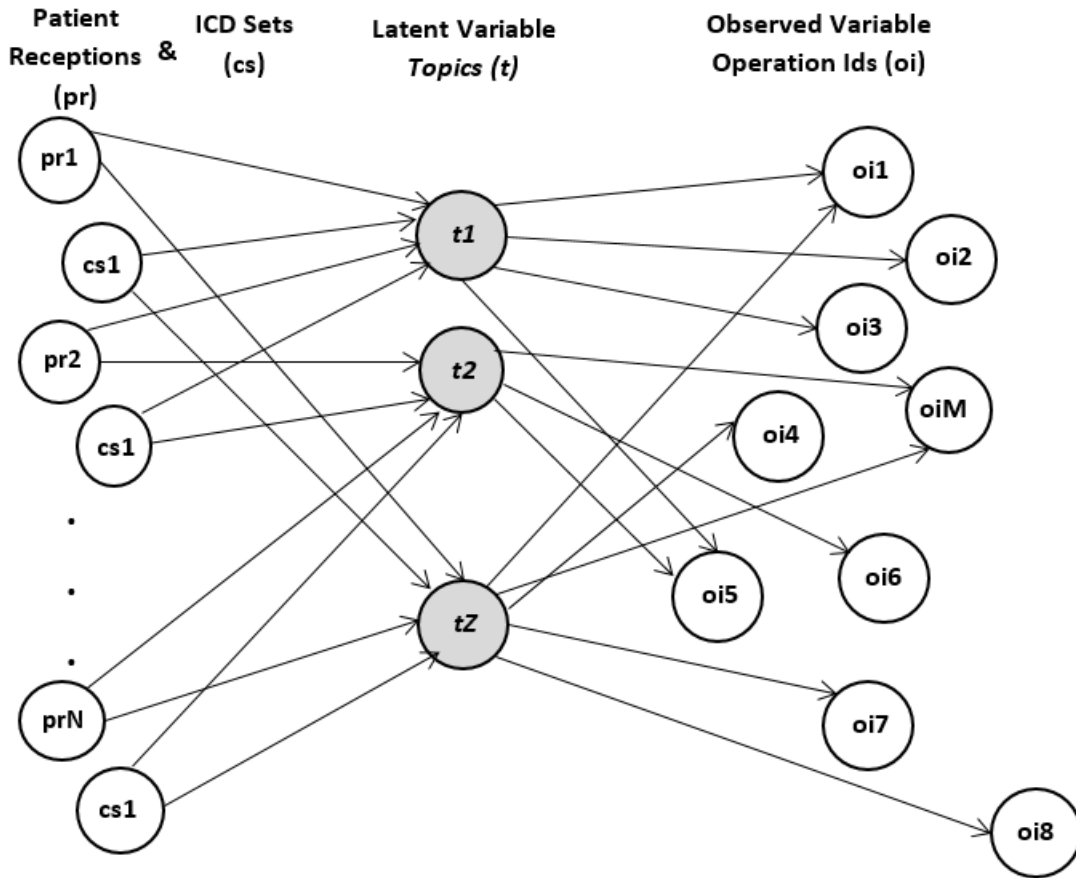 Patient
Receptions
(pr)
&
ICD Sets
(cs)
Latent Variable
Topics (t)
Observed Variable
Operation Ids (oi)
pr1
cs1
pr2
cs1
.
.
.
prN
cs1
t1
t2
tZ
oi1
oi2
oi3
oiM
oi4
oi6
oi5
oi7
oi8